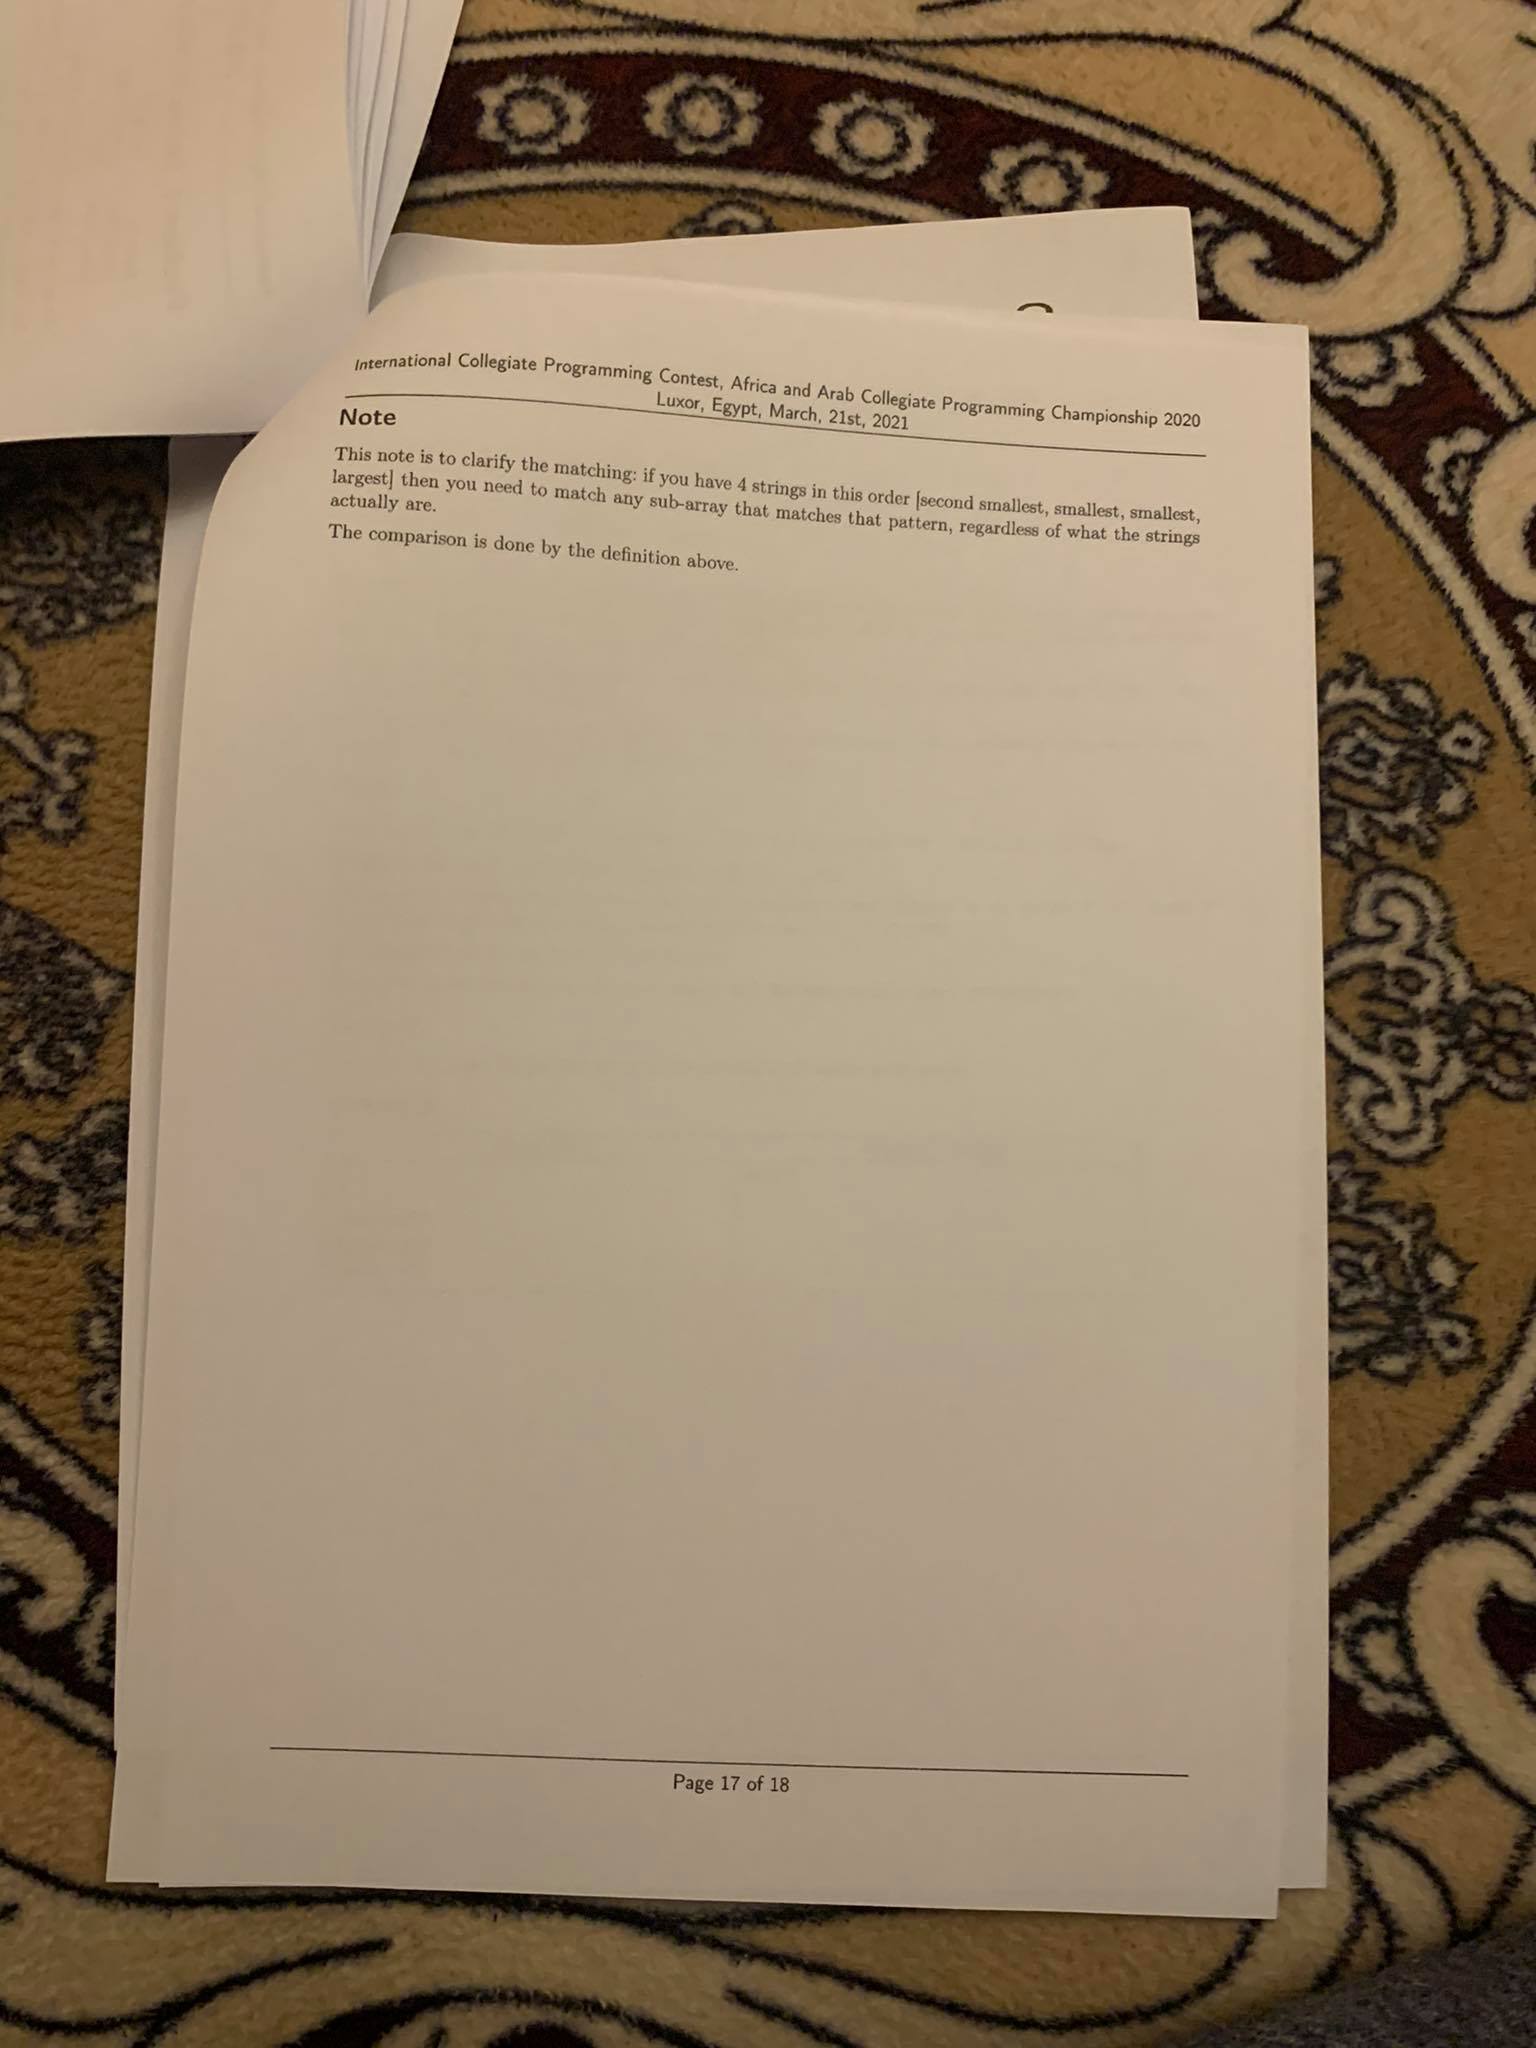 International Collegiate Programming Contest, Africa and Arab Collegiate Programming Championship 2020
Luxor, Egypt, March, 21st, 2021
Note
This note is to clarify the matching: if you have 4 strings in this order [second smallest, smallest, smallest,
largest] then you need to match any sub-array that matches that pattern, regardless of what the strings
actually are.
The comparison is done by the definition above.
Page 17 of 18